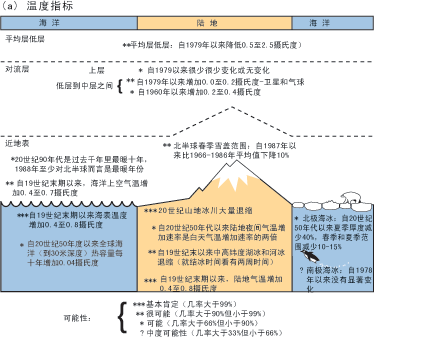 (a) 温度指标
海 洋
陆 地
海 洋
平均层低层
**平均层低层：自1979年以来降低0.5至2.5摄氏度
对流层
上层
* 自1979以来很少很少变化或无变化
低层到中层之间
** 自1979年以来增加0.0至0.2摄氏度-卫星和气球
* 自1960年以来增加0.2至0.4摄氏度
** 北半球春季雪盖范围：自1987年以
来比1966-1986年平均值下降10%
近地表
*20世纪90年代是过去千年里最暖十年，
1988年至少对北半球而言是最暖年份
** 自19世纪末期以来，海洋上空气温增
加0.4至0.7摄氏度
***自19世纪末期以来海表温度
增加0.4至0.8摄氏度
* 自20世纪50年度以来全球海
洋（到30米深度）热容量每
十年增加0.04摄氏度
***20世纪山地冰川大量退缩
* 自20世纪50年代以来陆地夜间气温增
加速率是白天气温增加速率的两倍
** 自19世纪末以来中高纬度湖冰和河冰
退缩（就结冰时间看有两周时间）
*** 自19世纪末期以来，陆地气温增加
0.4至0.8摄氏度
* 北极海冰：自20世
纪50年代以来夏季厚度减
少40%，春季和夏季范
围减少10-15%
? 南极海冰：自1978
年以来没有显著变
化
可能性：
***基本肯定（几率大于99%）
** 很可能（几率大于90%但小于99%）
* 可能（几率大于66%但小于90%）
? 中度可能性（几率大于33%但小于66%）